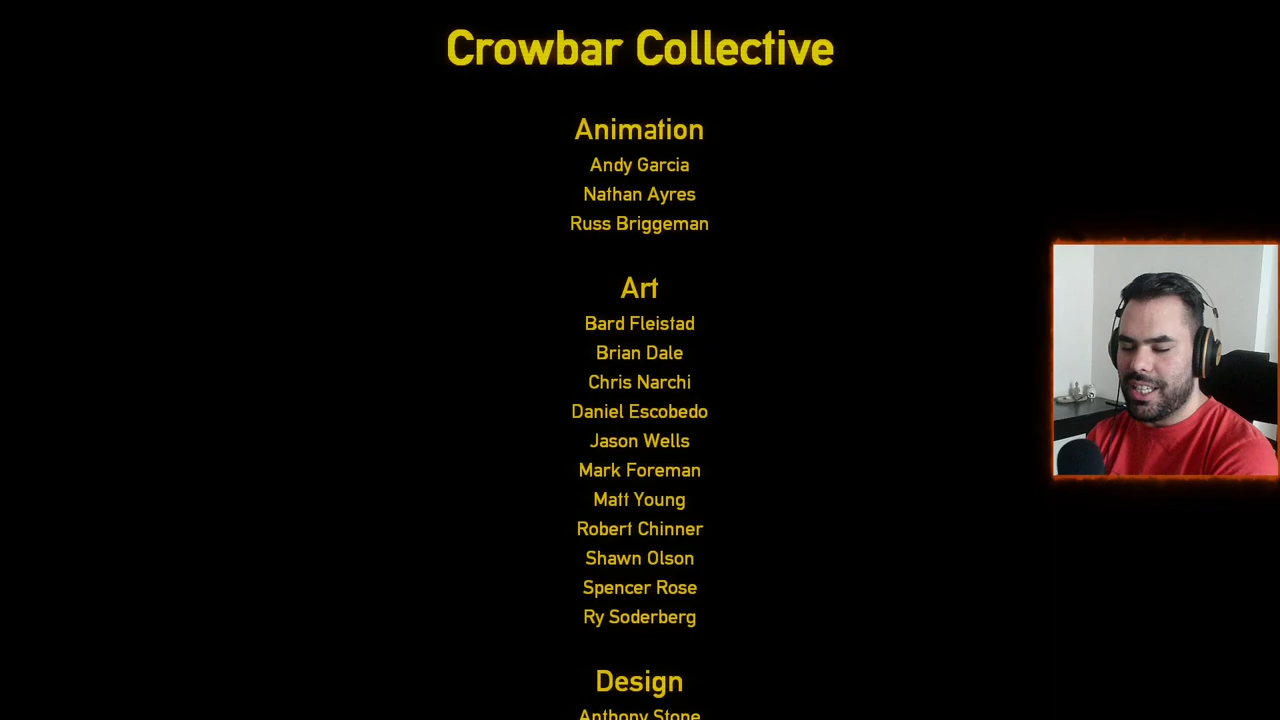 Crowbar Collective
Animation
Andy Garcia
Nathan Ayres
Russ Briggeman
Art
Bard Fleistad
Brian Dale
Chris Narchi
Daniel Escobedo
Jason Wells
Mark Foreman
Matt Young
Robert Chinner
Shawn Olson
Spencer Rose
Ry Soderberg
Design
Anthony Stone